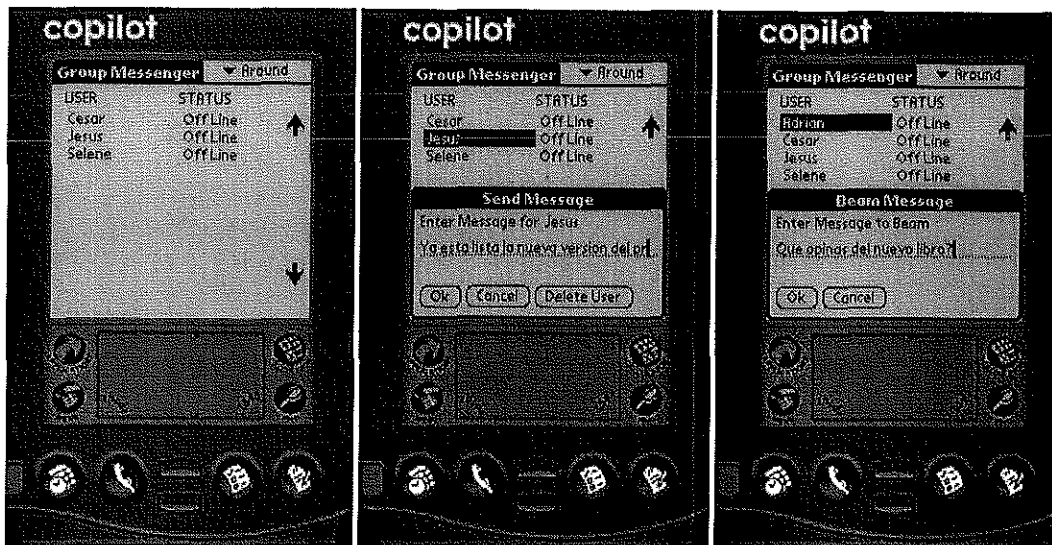 copilot
Group Messenger Around
USER STATUS
Cesar Off Line
Jesus Off Line
Selene Off Line
copilot
Group Messenger Around
USER STATUS
Cesar Off Line
Jesus Off Line
Selene Off Line
Send Message
Enter Message for Jesus
Ya esta lista la nueva version del pr
Ok Cancel Delete User
copilot
Group Messenger Around
USER STATUS
Adrian Off Line
Cesar Off Line
Jesus Off Line
Selene Off Line
Beam Message
Enter Message to Beam
Que opinas del nuevo libro?
Ok Cancel